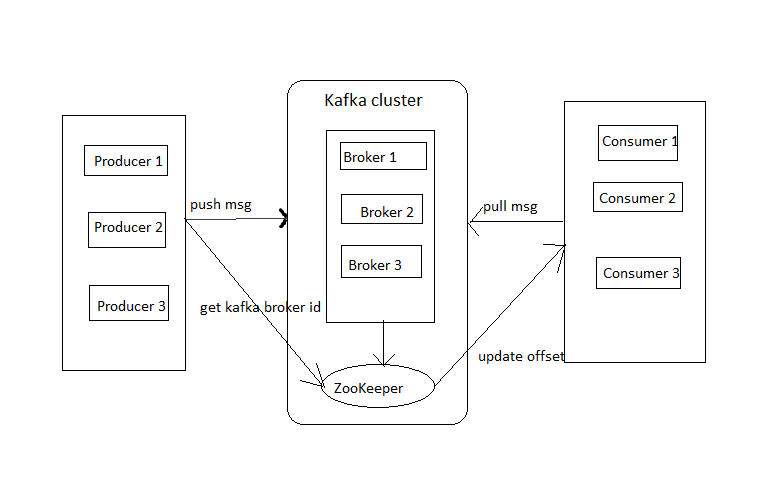 Kafka cluster
Producer 1
Producer 2
Producer 3
push msg
get kafka broker id
Broker 1
Broker 2
Broker 3
ZooKeeper
pull msg
update offset
Consumer 1
Consumer 2
Consumer 3